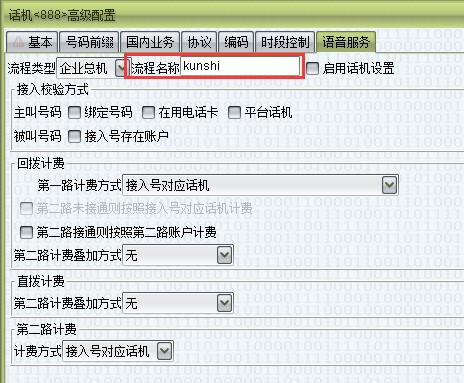 话机<888>高级配置
基本 号码前缀 国内业务 协议 编码 时段控制 语音服务
流程类型 企业总机 流程名称 kunshi 启用话机设置
接入校验方式
主叫号码 绑定号码 在用电话卡 平台话机
被叫号码 接入号存在账户
回拨计费
第一路计费方式 接入号对应话机
第二路未接通则按照接入号对应话机计费
第二路接通则按照第二路账户计费
第二路计费叠加方式 无
直拨计费
第二路计费叠加方式 无
第二路计费
计费方式 接入号对应话机